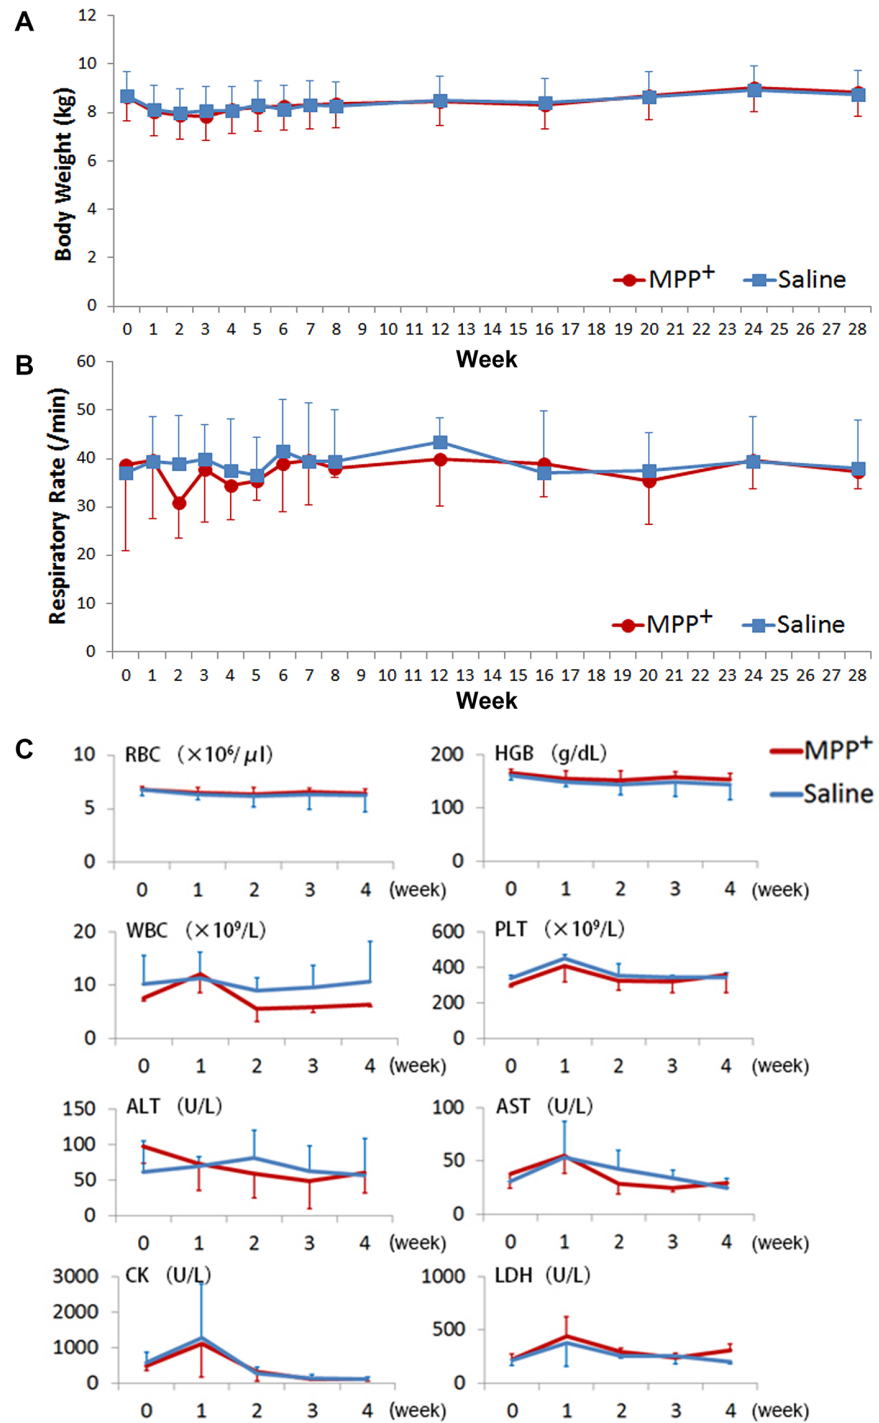 A
12
10
8
6
4
2
0
Body Weight (kg)
MPP+ Saline
0 1 2 3 4 5 6 7 8 9 10 11 12 13 14 15 16 17 18 19 20 21 22 23 24 26 27 28
Week
B
60
50
40
30
20
10
0
Respiratory Rate (/min)
MPP+ Saline
0 1 2 3 4 5 6 7 8 9 10 11 12 13 14 15 16 17 18 19 20 21 22 23 24 26 27 28
Week
C
RBC (×10⁶/μl)
10
5
0
0 1 2 3 4 (week)
HGB (g/dL)
200
100
0
0 1 2 3 4 (week)
MPP+
Saline
WBC (×10⁹/L)
20
10
0
0 1 2 3 4 (week)
PLT (×10⁹/L)
600
400
200
0
0 1 2 3 4 (week)
ALT (U/L)
150
100
50
0
0 1 2 3 4 (week)
AST (U/L)
100
50
0
0 1 2 3 4 (week)
CK (U/L)
3000
2000
1000
0
0 1 2 3 4 (week)
LDH (U/L)
1000
500
0
0 1 2 3 4 (week)